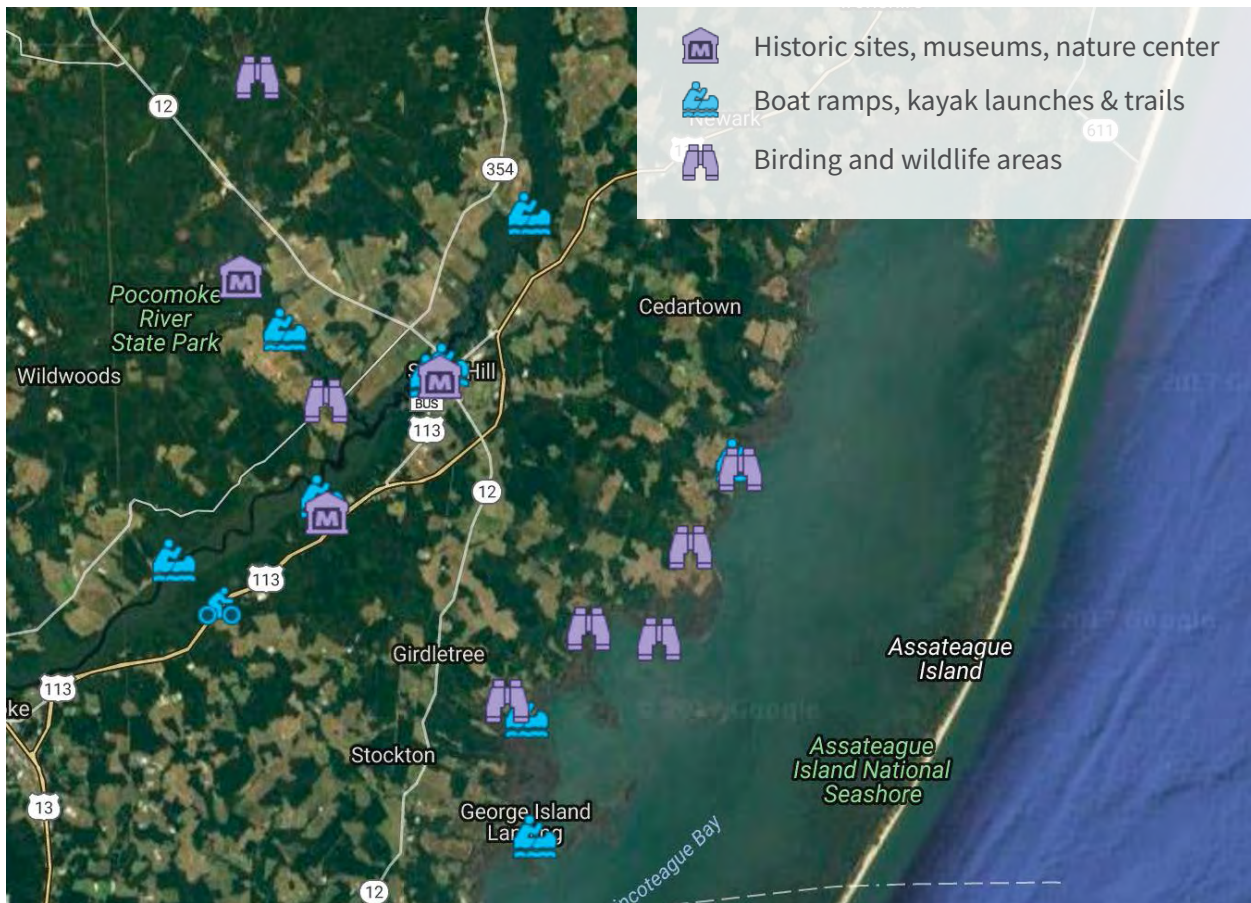 Historic sites, museums, nature center
Boat ramps, kayak launches & trails
Newark
611
Birding and wildlife areas
12
354
Pocomoke
River
State Park
Cedartown
Wildwoods
Hill
BUS
113
12
113
Girdletree
Assateague
Island
113
Stockton
Assateague
Island National
Seashore
13
George Island
12